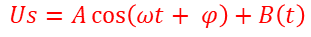 Us = A cos(ωt + φ) + B(t)